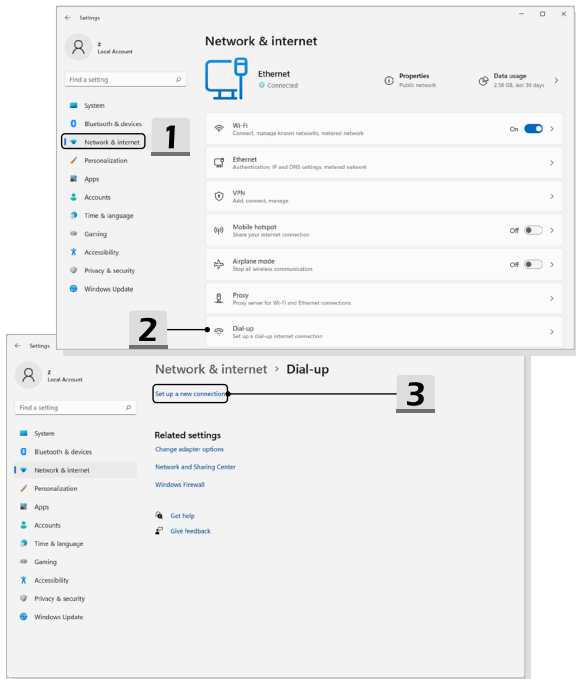 Settings
z
Local Account
Find a setting
System
Bluetooth & devices
Network & internet
Personalization
Apps
Accounts
Time & language
Gaming
Accessibility
Privacy & security
Windows Update
Network & internet
Ethernet
Connected
Properties
Public network
Data usage
2.58 GB, last 30 days
Wi-Fi
Connect, manage known networks, metered network
On
Ethernet
Authentication, IP and DNS settings, metered network
VPN
Add, connect, manage
Mobile hotspot
Share your internet connection
Off
Airplane mode
Stop all wireless communication
Off
Proxy
Proxy server for Wi-Fi and Ethernet connections
Dial-up
Set up a dial-up internet connection
1
2
Settings
z
Local Account
Find a setting
System
Bluetooth & devices
Network & internet
Personalization
Apps
Accounts
Time & language
Gaming
Accessibility
Privacy & security
Windows Update
Network & internet > Dial-up
Set up a new connection
3
Related settings
Change adapter options
Network and Sharing Center
Windows Firewall
Get help
Give feedback